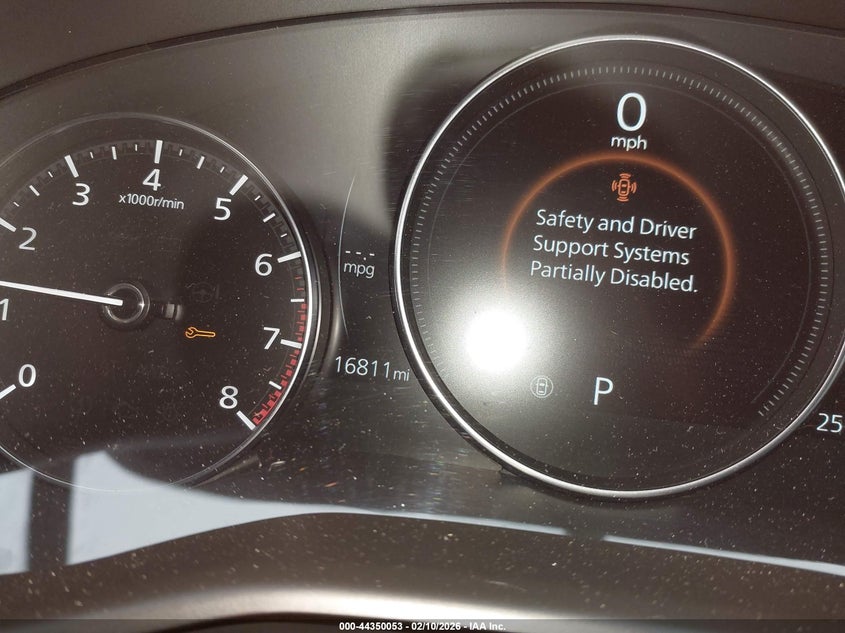 0
mph
Safety and Driver
Support Systems
Partially Disabled.
P
0
1
2
3
4
5
6
7
8
x1000r/min
-.-
mpg
16811mi
25
000-44350053 - 02/10/2026 - IAA Inc.